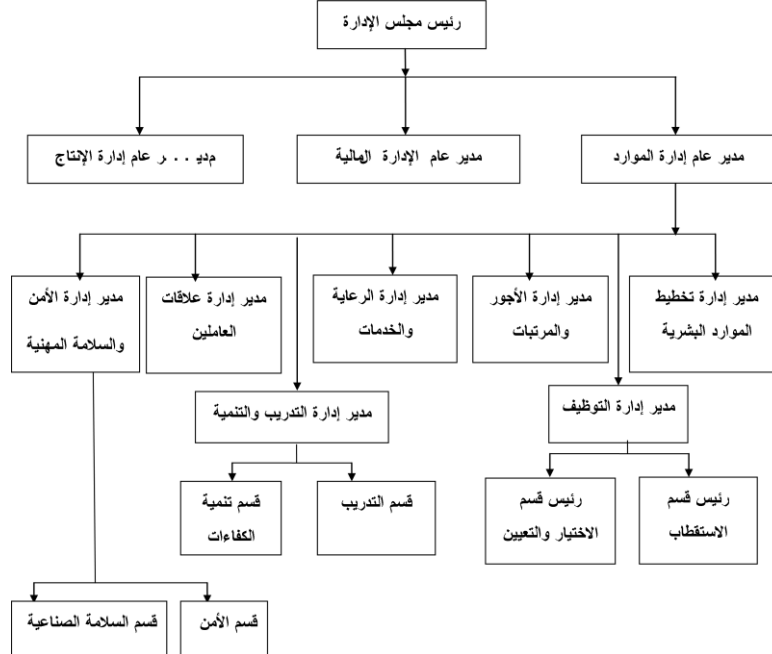 رئيس مجلس الإدارة
مدير عام إدارة الموارد
مدير عام الإدارة المالية
مدي...ر عام إدارة الإنتاج
مدير إدارة تخطيط
الموارد البشرية
مدير إدارة الأجور
والمرتبات
مدير إدارة الرعاية
والخدمات
مدير إدارة علاقات
العاملين
مدير إدارة الأمن
والسلامة المهنية
مدير إدارة التوظيف
مدير إدارة التدريب والتنمية
رئيس قسم
الاستقطاب
رئيس قسم
الاختيار والتعيين
قسم التدريب
قسم تنمية
الكفاءات
قسم الأمن
قسم السلامة الصناعية